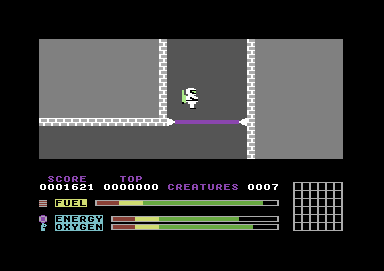 SCORE TOP
0001621 0000000 CREATURES 0007
FUEL
ENERGY
OXYGEN